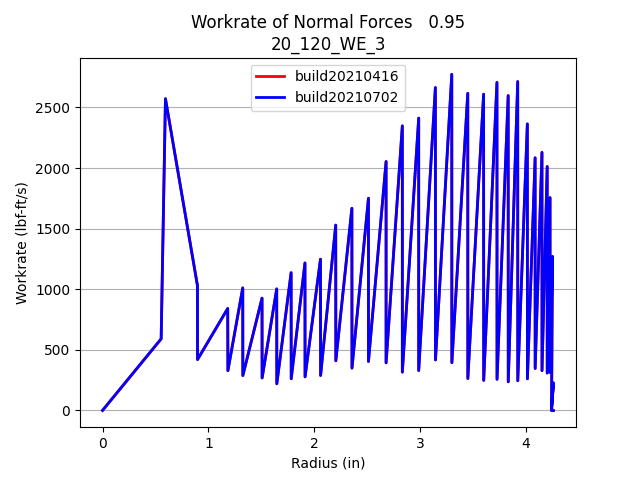 Workrate of Normal Forces   0.95
20_120_WE_3
build20210416
build20210702
Workrate (lbf-ft/s)
2500
2000
1500
1000
500
0
0 1 2 3 4
Radius (in)